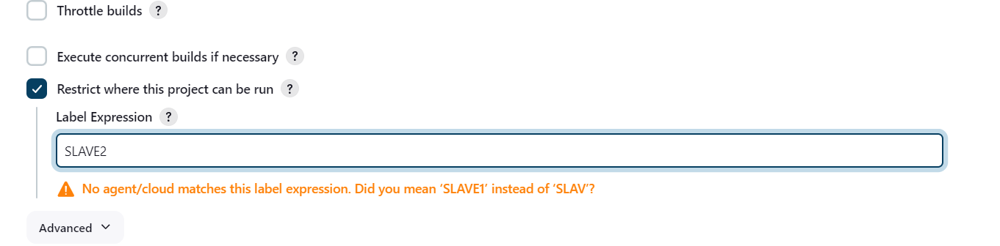 Throttle builds ?
Execute concurrent builds if necessary ?
Restrict where this project can be run ?
Label Expression ?
SLAVE2
No agent/cloud matches this label expression. Did you mean ‘SLAVE1’ instead of ‘SLAV’?
Advanced